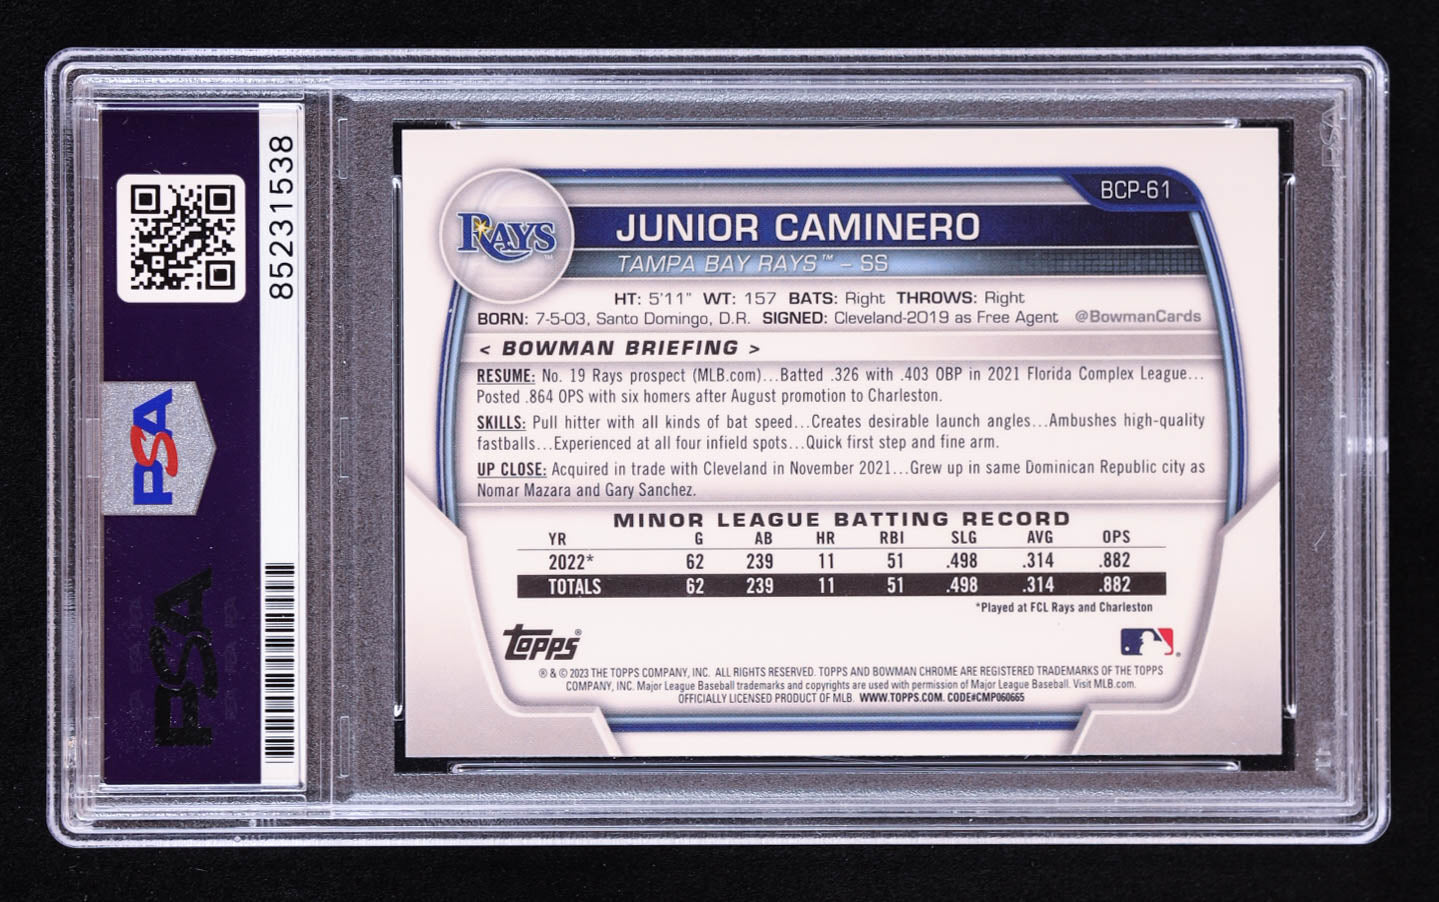 85231538
PSA
PSA
BCP-61
RAYS™
JUNIOR CAMINERO
TAMPA BAY RAYS™ – SS
HT: 5'11" WT: 157 BATS: Right THROWS: Right
BORN: 7-5-03, Santo Domingo, D.R. SIGNED: Cleveland-2019 as Free Agent @BowmanCards
< BOWMAN BRIEFING >
RESUME: No. 19 Rays prospect (MLB.com)...Batted .326 with .403 OBP in 2021 Florida Complex League...
Posted .864 OPS with six homers after August promotion to Charleston.
SKILLS: Pull hitter with all kinds of bat speed...Creates desirable launch angles...Ambushes high-quality
fastballs...Experienced at all four infield spots...Quick first step and fine arm.
UP CLOSE: Acquired in trade with Cleveland in November 2021...Grew up in same Dominican Republic city as
Nomar Mazara and Gary Sanchez.
MINOR LEAGUE BATTING RECORD
YR G AB HR RBI SLG AVG OPS
2022* 62 239 11 51 .498 .314 .882
TOTALS 62 239 11 51 .498 .314 .882
*Played at FCL Rays and Charleston
topps®
® & © 2023 THE TOPPS COMPANY, INC. ALL RIGHTS RESERVED. TOPPS AND BOWMAN CHROME ARE REGISTERED TRADEMARKS OF THE TOPPS
COMPANY, INC. Major League Baseball trademarks and copyrights are used with permission of Major League Baseball. Visit MLB.com.
OFFICIALLY LICENSED PRODUCT OF MLB. WWW.TOPPS.COM. CODE#CMP060665